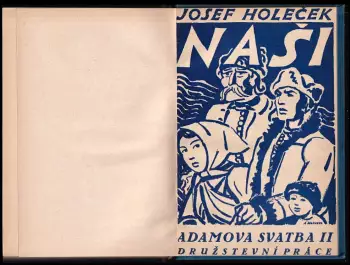 JOSEF HOLEČEK
NAŠI
ADAMOVA SVATBA II
DRUŽSTEVNÍ PRÁCE